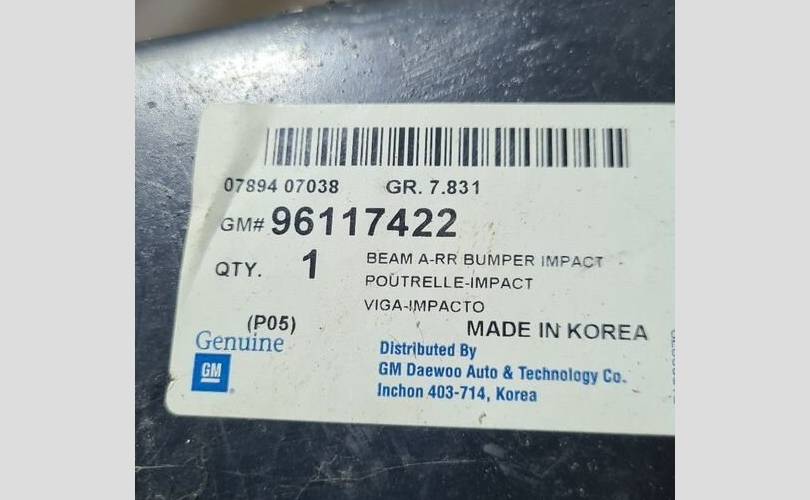 07894 07038 GR. 7.831
GM# 96117422
QTY. 1
BEAM A-RR BUMPER IMPACT
POUTRELLE-IMPACT
VIGA-IMPACTO
(P05)
MADE IN KOREA
Genuine
GM
Distributed By
GM Daewoo Auto & Technology Co.
Inchon 403-714, Korea